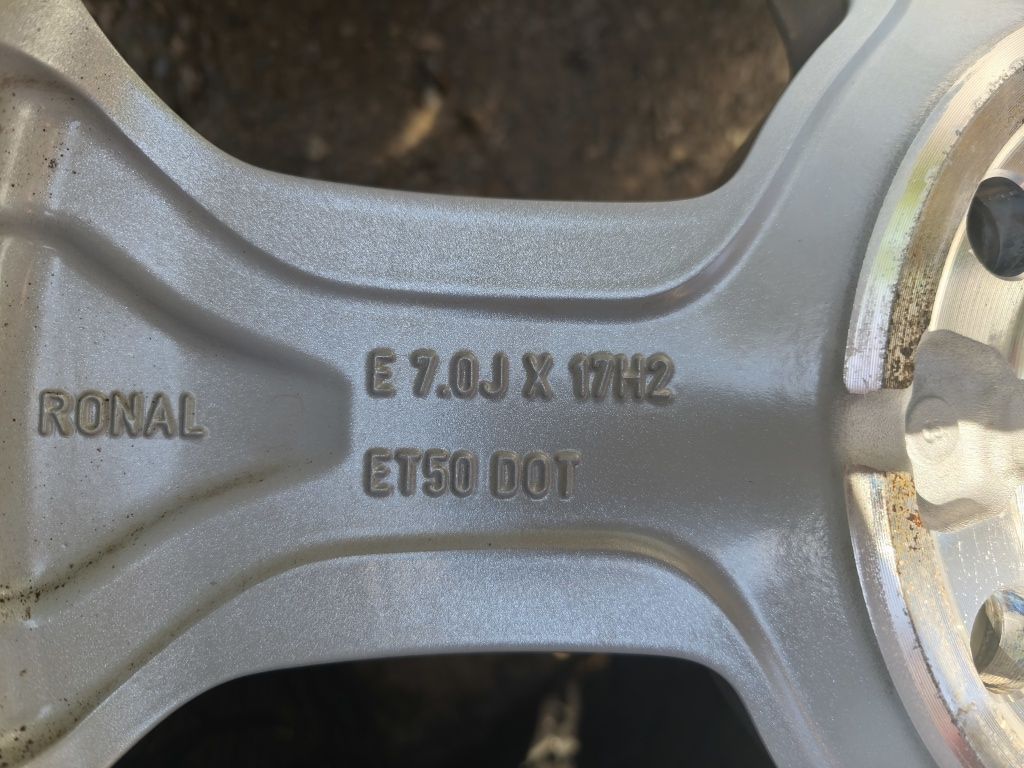 RONAL
E 7.0J X 17H2
ET50 DOT